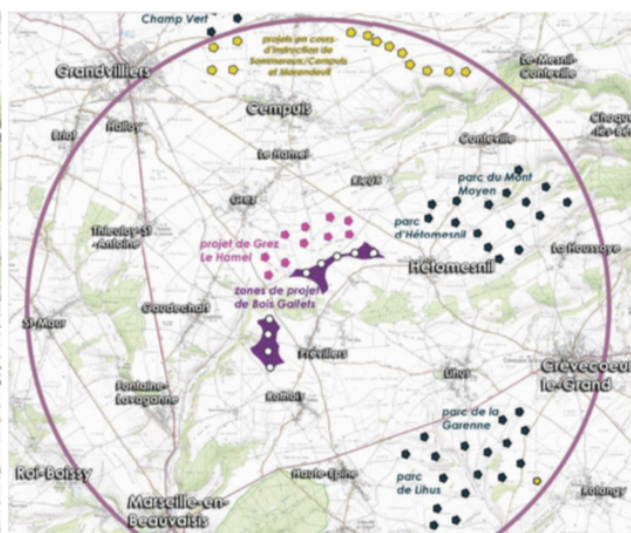 Champ Vert
projets en cours
d'instruction de
Sommereux/Cempuis
et Marendeuil
Grandvilliers
Le-Mesnil-
Conteville
Cempuis
Halloy
Briot
Conteville
Le Hamel
Rieux
parc du Mont
Moyen
Grez
parc
d'Hétomesnil
Thieuloy-St
-Antoine
projet de Grez
Le Hamel
La Houssoye
Hétomesnil
zones de projet
de Bois Gallets
Gaudechart
St-Maur
Prévillers
Crèvecoeur
le-Grand
Lihus
Fontaine-
Lavaganne
Rothois
parc de la
Garenne
Roi-Boissy
Haute-Epine
parc
de Lihus
Rotangy
Marseille-en-
Beauvaisis